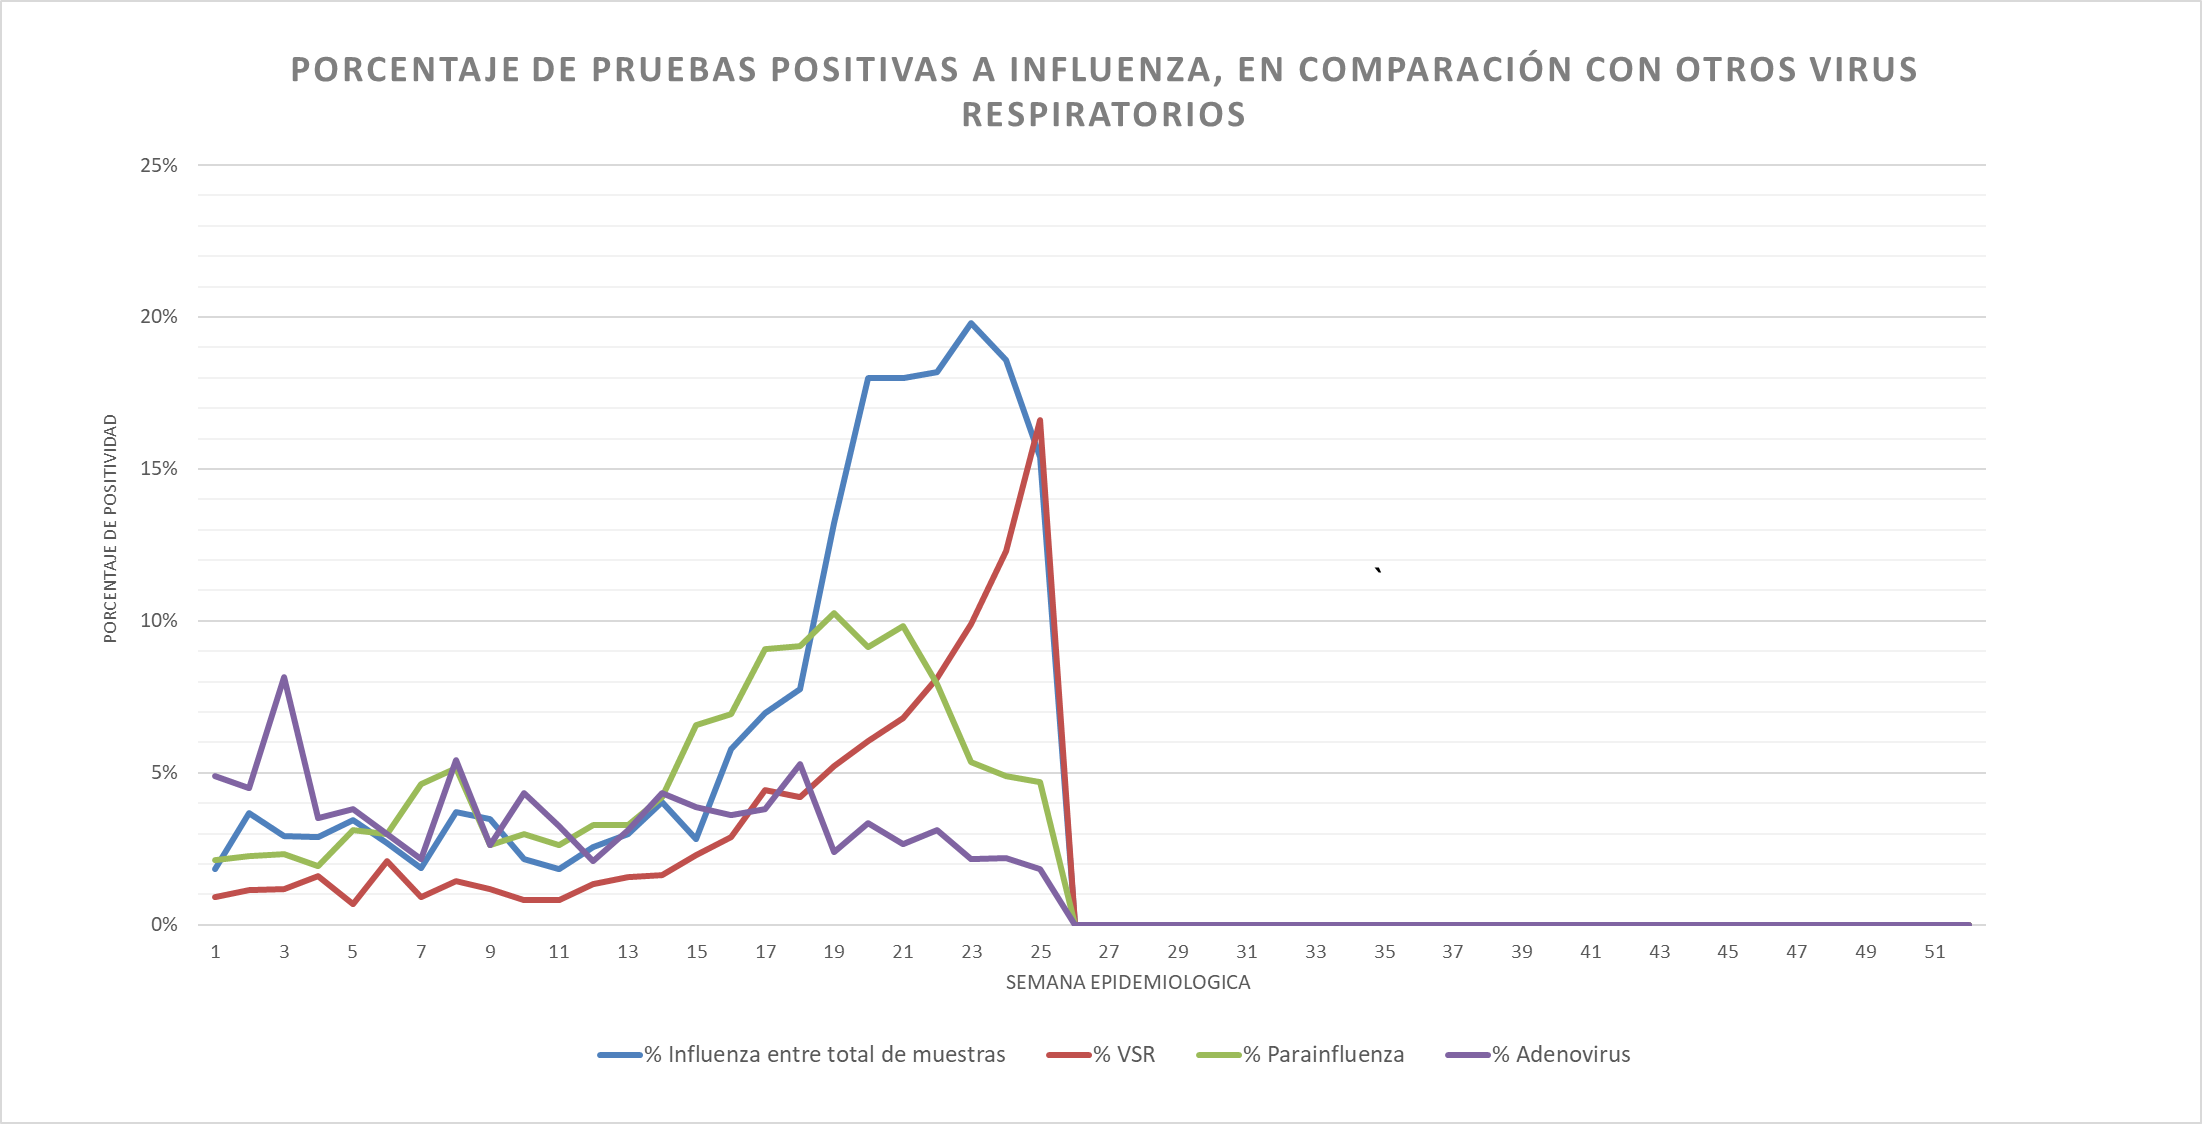 PORCENTAJE DE PRUEBAS POSITIVAS A INFLUENZA, EN COMPARACIÓN CON OTROS VIRUS
RESPIRATORIOS
25%
20%
15%
10%
5%
0%
PORCENTAJE DE POSITIVIDAD
`
1 3 5 7 9 11 13 15 17 19 21 23 25 27 29 31 33 35 37 39 41 43 45 47 49 51
SEMANA EPIDEMIOLOGICA
% Influenza entre total de muestras % VSR % Parainfluenza % Adenovirus